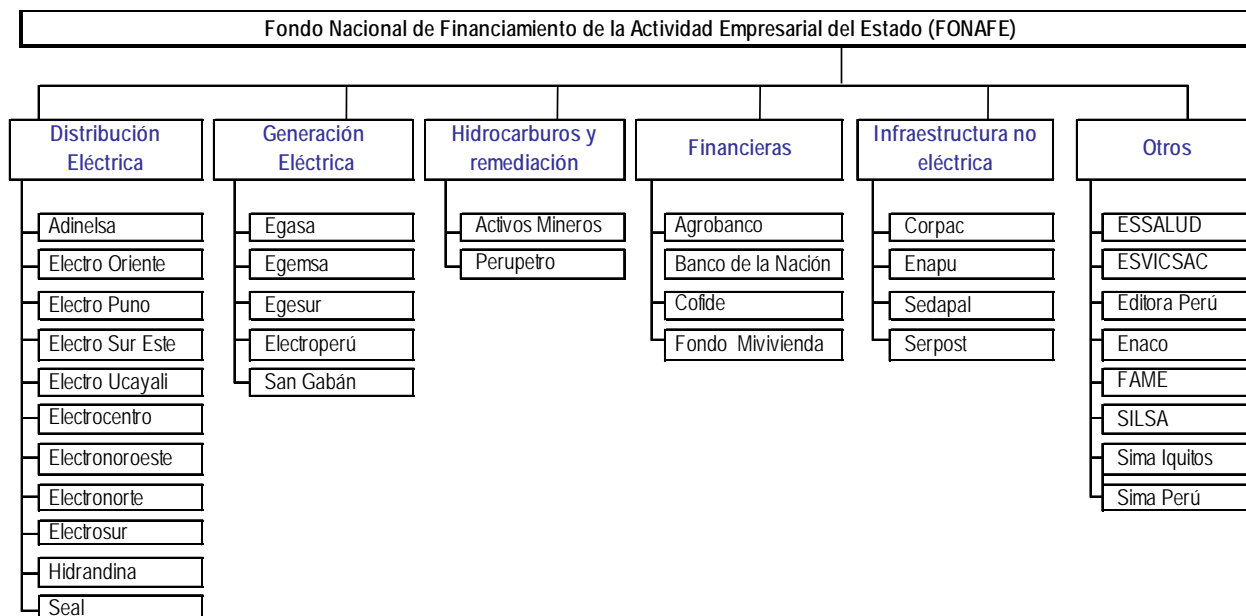 Fondo Nacional de Financiamiento de la Actividad Empresarial del Estado (FONAFE)
Distribución
Eléctrica
Adinelsa
Electro Oriente
Electro Puno
Electro Sur Este
Electro Ucayali
Electrocentro
Electronoroeste
Electronorte
Electrosur
Hidrandina
Seal
Generación
Eléctrica
Egasa
Egemsa
Egesur
Electroperú
San Gabán
Hidrocarburos y
remediación
Activos Mineros
Perupetro
Financieras
Agrobanco
Banco de la Nación
Cofide
Fondo Mivivienda
Infraestructura no
eléctrica
Corpac
Enapu
Sedapal
Serpost
Otros
ESSALUD
ESVICSAC
Editora Perú
Enaco
FAME
SILSA
Sima Iquitos
Sima Perú